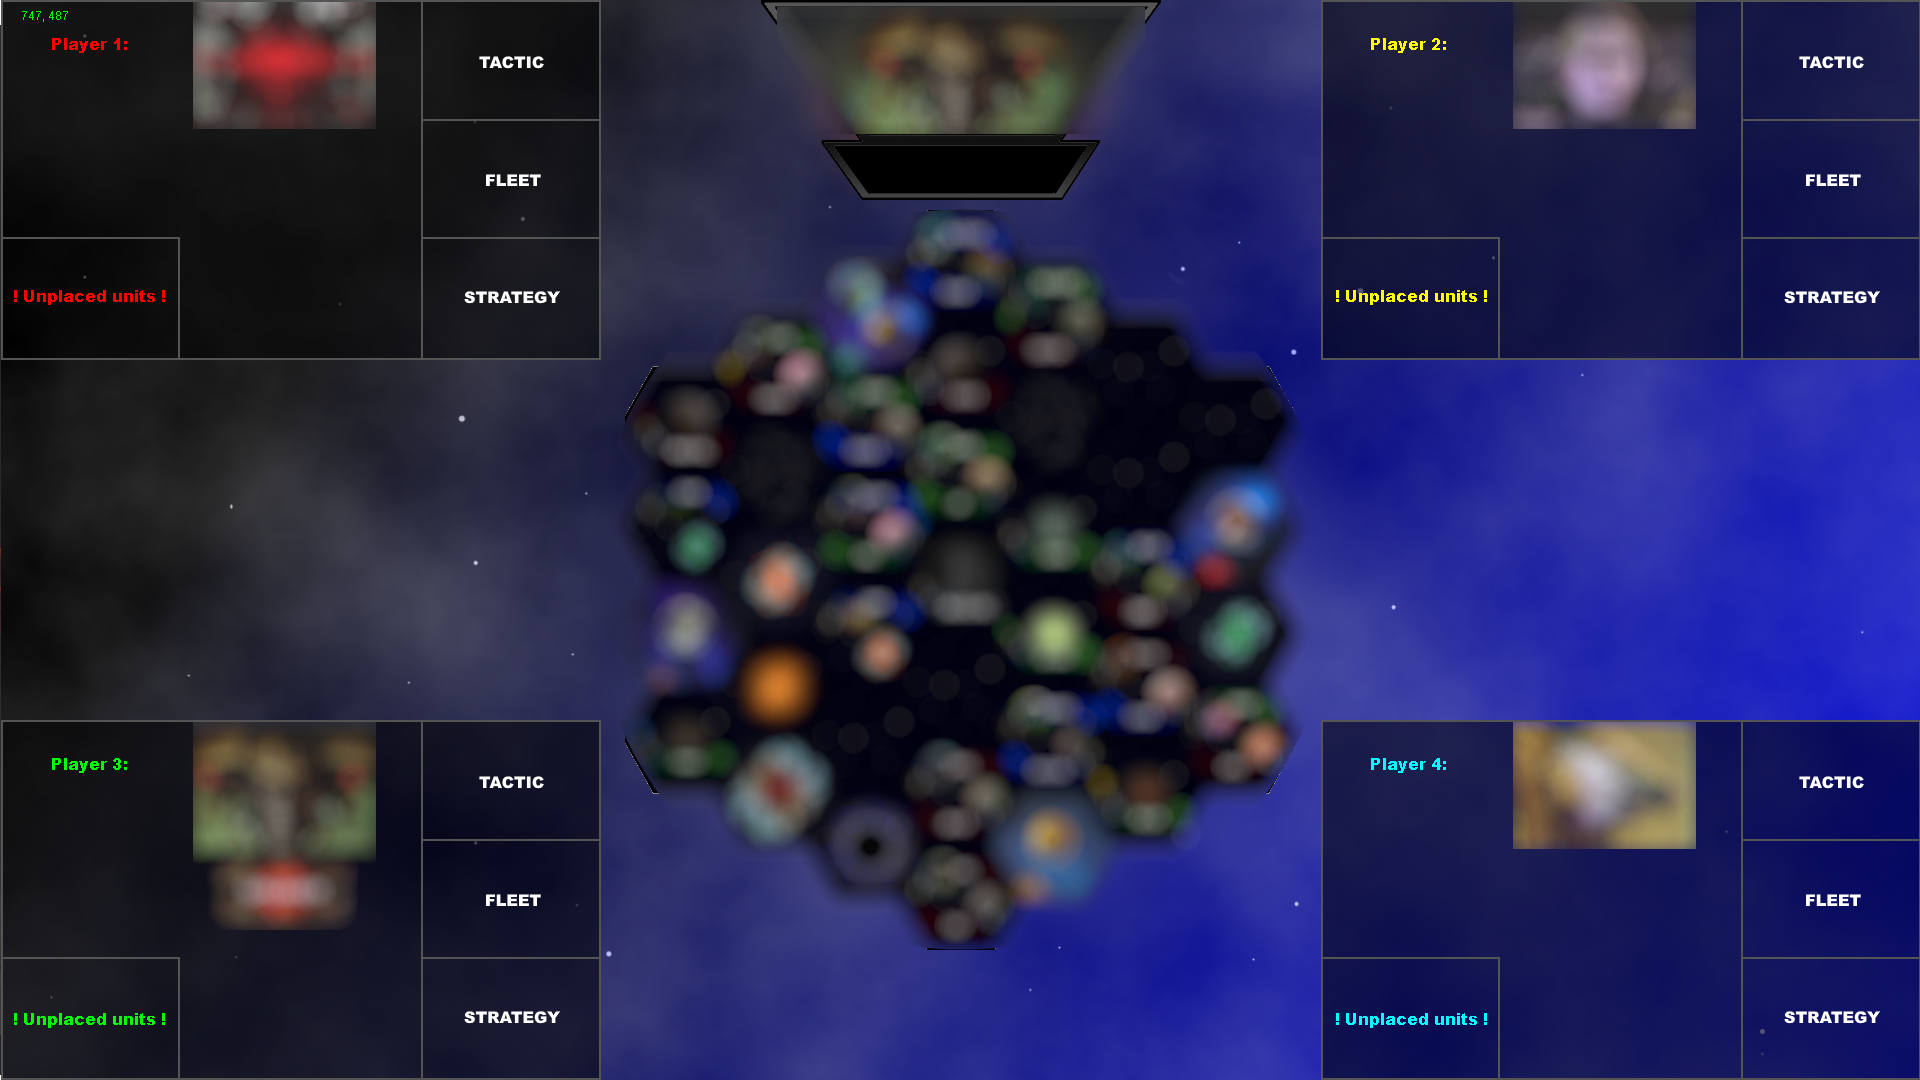 747, 487
Player 1:
TACTIC
FLEET
STRATEGY
! Unplaced units !
Player 2:
TACTIC
FLEET
STRATEGY
! Unplaced units !
Player 3:
TACTIC
FLEET
STRATEGY
! Unplaced units !
Player 4:
TACTIC
FLEET
STRATEGY
! Unplaced units !